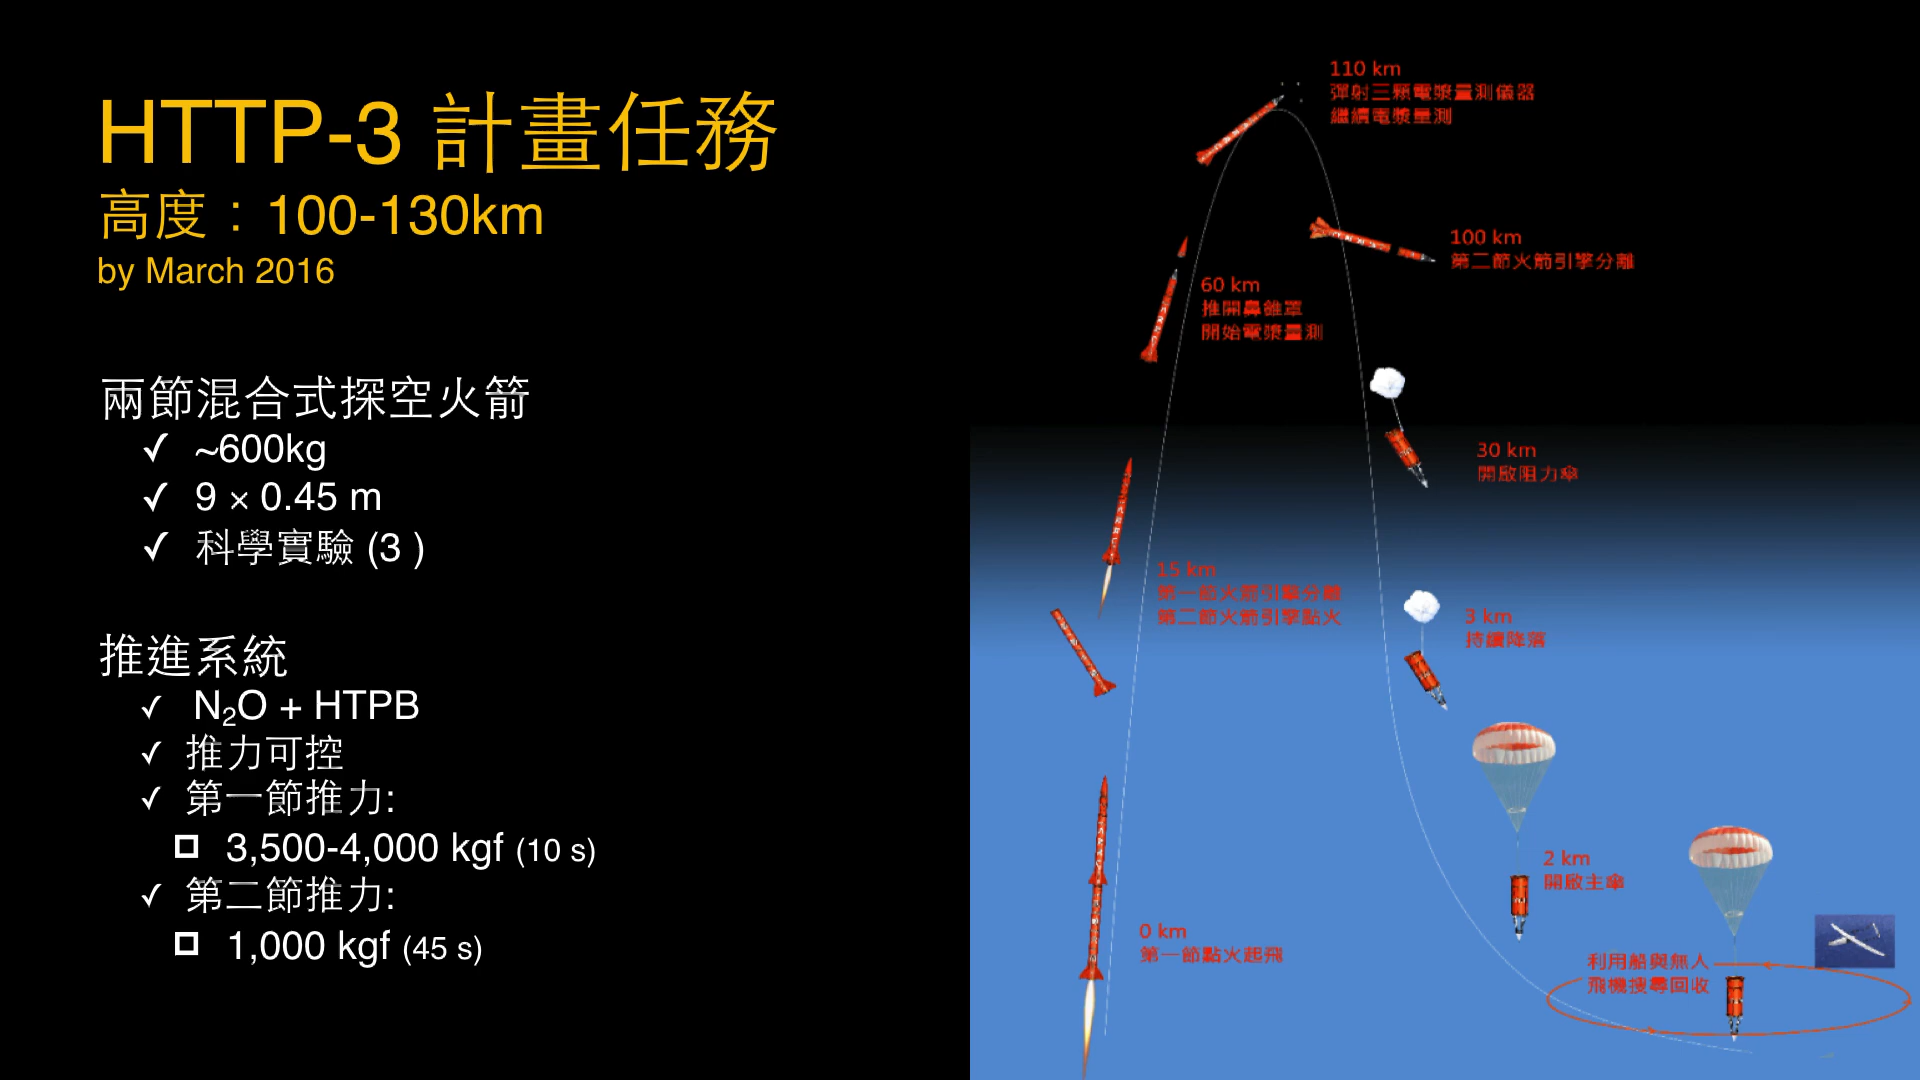 HTTP-3 計畫任務
高度：100-130km
by March 2016
兩節混合式探空火箭
✓ ~600kg
✓ 9 × 0.45 m
✓ 科學實驗 (3 )
推進系統
✓ N₂O + HTPB
✓ 推力可控
✓ 第一節推力:
3,500-4,000 kgf (10 s)
✓ 第二節推力:
1,000 kgf (45 s)
110 km
彈射三顆電漿量測儀器
繼續電漿量測
100 km
第二節火箭引擎分離
60 km
推開鼻錐罩
開始電漿量測
30 km
開啟阻力傘
15 km
第一節火箭引擎分離
第二節火箭引擎點火
3 km
持續降落
2 km
開啟主傘
0 km
第一節點火起飛
利用船與無人
飛機搜尋回收